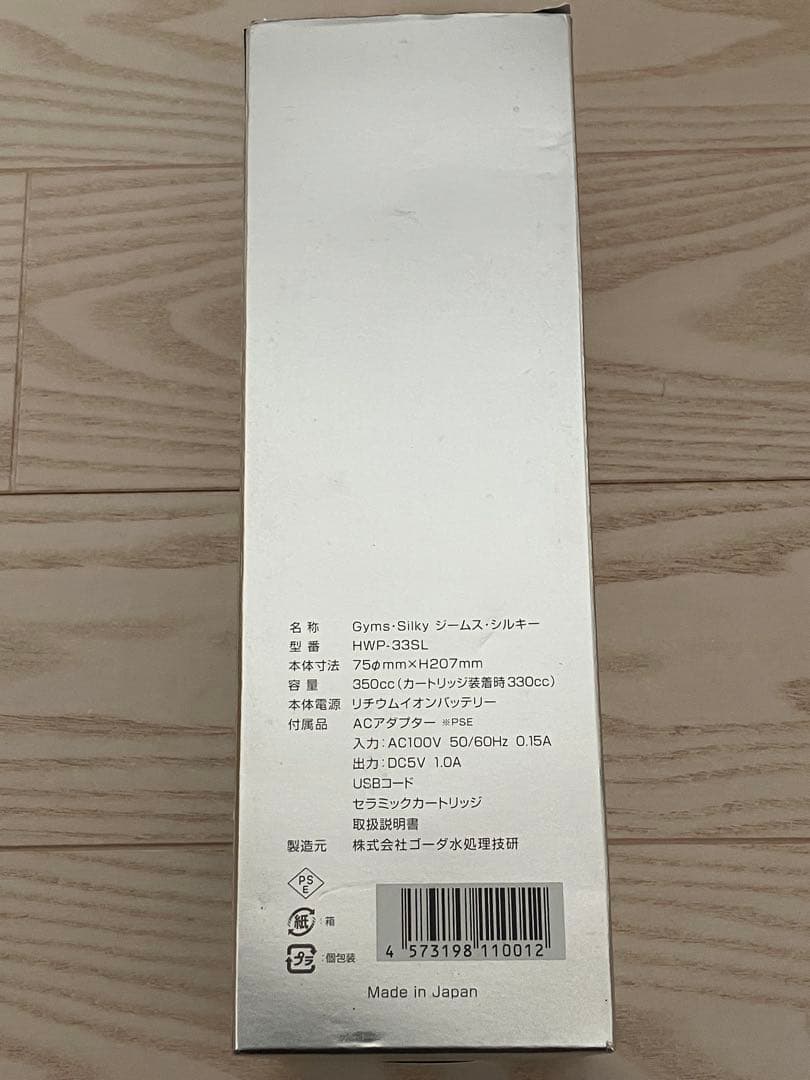 名 称 Gyms・Silky ジームス・シルキー
型 番 HWP-33SL
本体寸法 75φmm×H207mm
容 量 350cc(カートリッジ装着時330cc)
本体電源 リチウムイオンバッテリー
付属品 ACアダプター ※PSE
入力:AC100V 50/60Hz 0.15A
出力:DC5V 1.0A
USBコード
セラミックカートリッジ
取扱説明書
製造元 株式会社ゴーダ水処理技研
PS
E
紙 :箱
プラ :個包装
4 573198 110012
Made in Japan